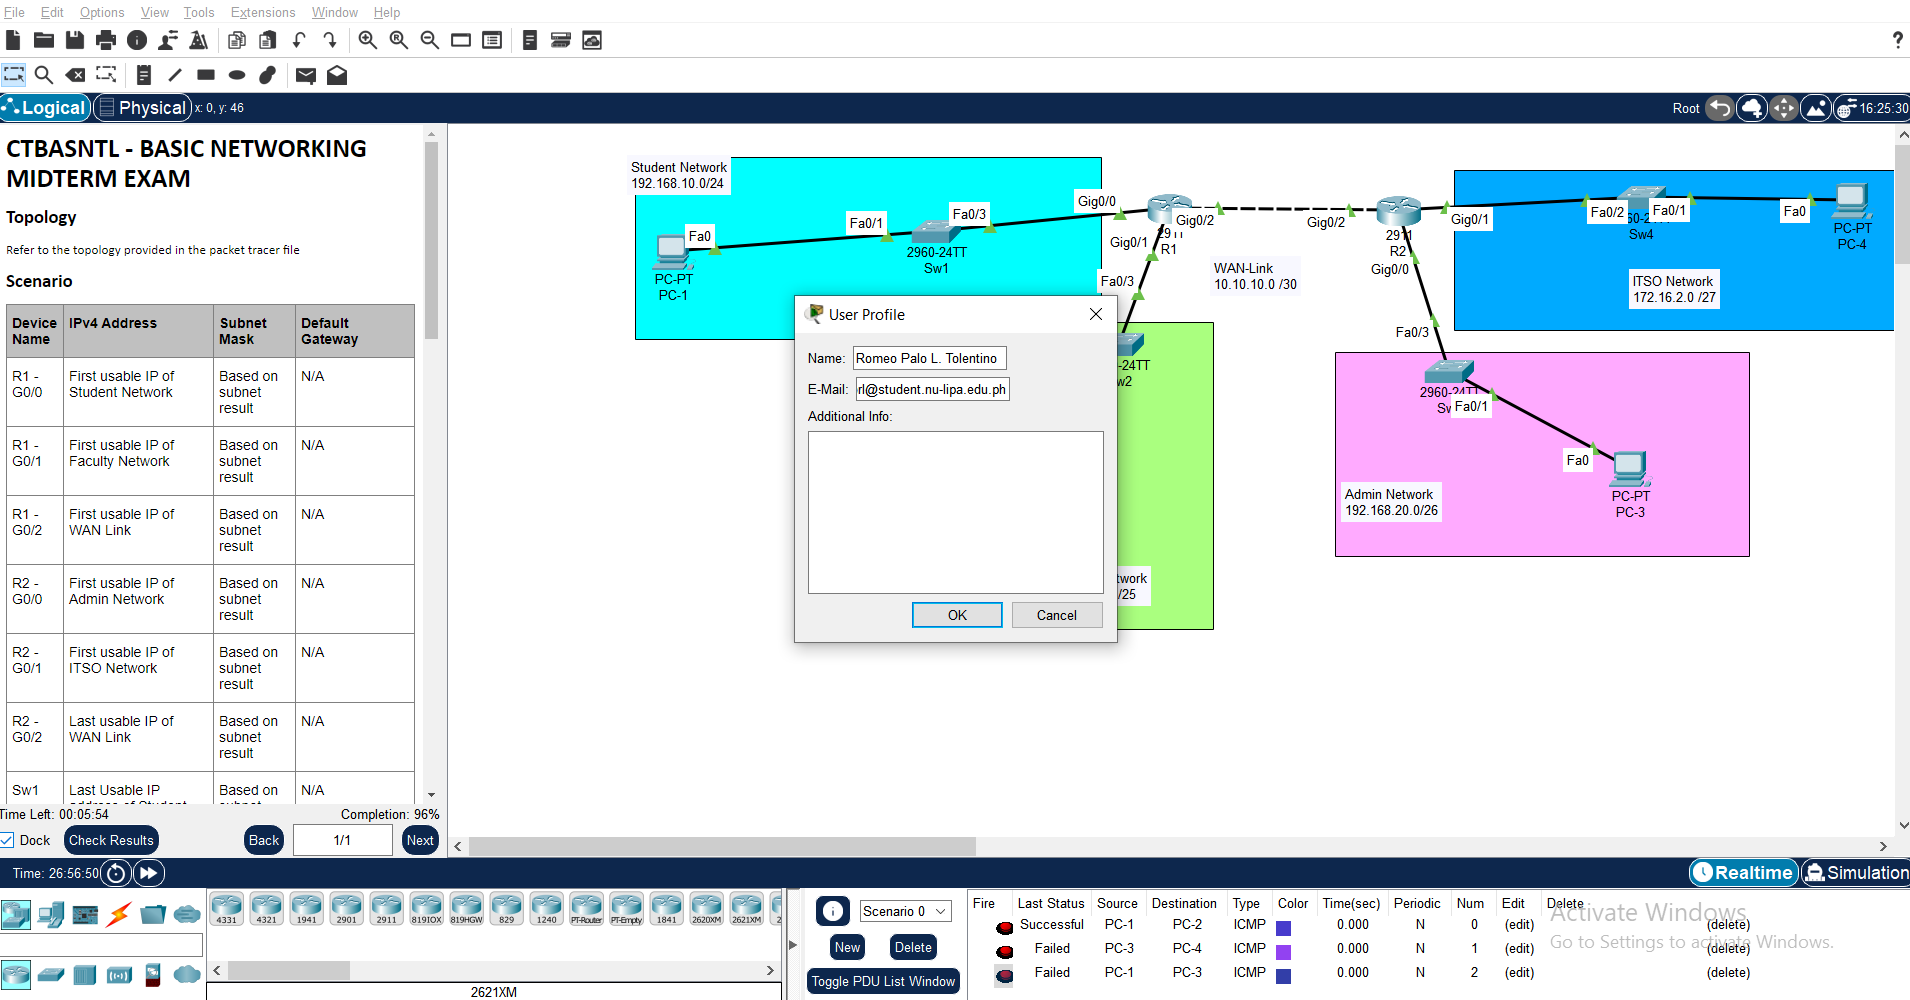 File Edit Options View Tools Extensions Window Help
Logical Physical x: 0, y: 46
Root 16:25:30
CTBASNTL - BASIC NETWORKING
MIDTERM EXAM
Topology
Refer to the topology provided in the packet tracer file
Scenario
Device Name IPv4 Address Subnet Mask Default Gateway
R1 - G0/0 First usable IP of Student Network Based on subnet result N/A
R1 - G0/1 First usable IP of Faculty Network Based on subnet result N/A
R1 - G0/2 First usable IP of WAN Link Based on subnet result N/A
R2 - G0/0 First usable IP of Admin Network Based on subnet result N/A
R2 - G0/1 First usable IP of ITSO Network Based on subnet result N/A
R2 - G0/2 Last usable IP of WAN Link Based on subnet result N/A
Sw1 Last Usable IP Based on N/A
Time Left: 00:05:54 Completion: 96%
Dock Check Results Back 1/1 Next
Student Network
192.168.10.0/24
Fa0
PC-PT
PC-1
Fa0/1
Fa0/3
2960-24TT
Sw1
Gig0/0
Gig0/2
2911
R1
Gig0/1
Fa0/3
-24TT
w2
twork
/25
WAN-Link
10.10.10.0 /30
Gig0/2
2911
R2
Gig0/0
Gig0/1
Fa0/2
Fa0/1
Sw4
Fa0
PC-PT
PC-4
ITSO Network
172.16.2.0 /27
Fa0/3
2960-24TT
Fa0/1
Fa0
PC-PT
PC-3
Admin Network
192.168.20.0/26
User Profile
Name: Romeo Palo L. Tolentino
E-Mail: rl@student.nu-lipa.edu.ph
Additional Info:
OK Cancel
Time: 26:56:50
Realtime Simulation
4331 4321 1941 2901 2911 819IOX 819HGW 829 1240 PT-Router PT-Empty 1841 2620XM 2621XM 2
2621XM
Scenario 0
New Delete
Toggle PDU List Window
Fire Last Status Source Destination Type Color Time(sec) Periodic Num Edit Delete
Successful PC-1 PC-2 ICMP 0.000 N 0 (edit) (delete)
Failed PC-3 PC-4 ICMP 0.000 N 1 (edit) (delete)
Failed PC-1 PC-3 ICMP 0.000 N 2 (edit) (delete)
Activate Windows
Go to Settings to activate Windows.